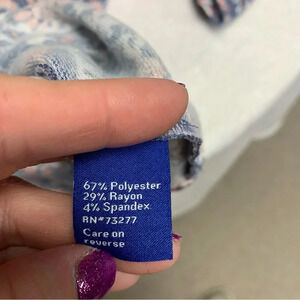 67% Polyester
29% Rayon
4% Spandex
RN#73277
Care on
reverse